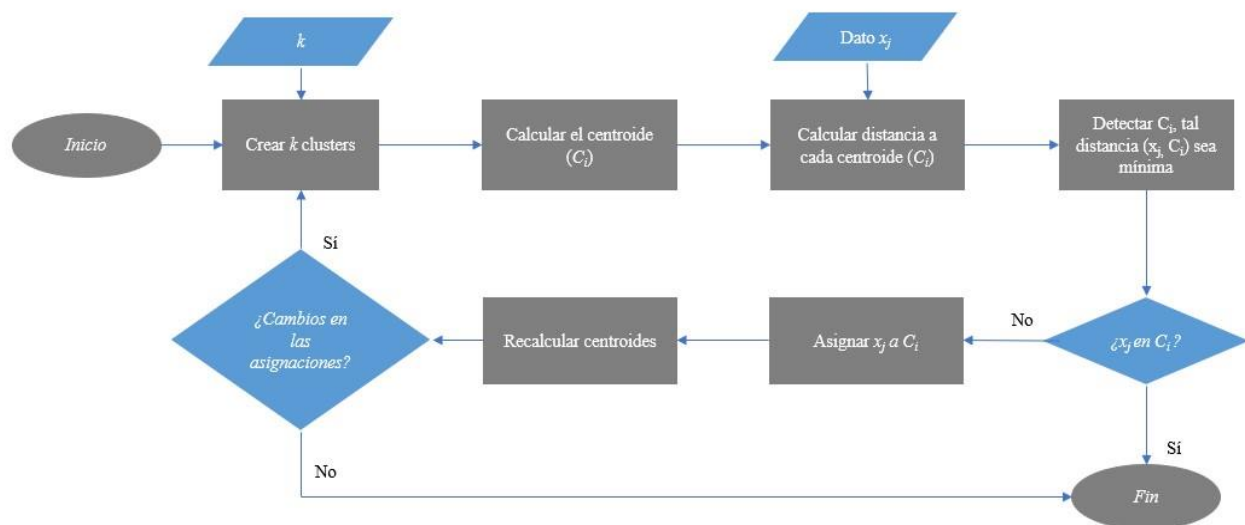 k
Dato xj
Inicio
Crear k clusters
Calcular el centroide
(Ci)
Calcular distancia a
cada centroide (Ci)
Detectar Ci, tal
distancia (xj, Ci) sea
mínima
Sí
¿Cambios en
las
asignaciones?
Recalcular centroides
Asignar xj a Ci
No
¿xj en Ci?
No
Sí
Fin